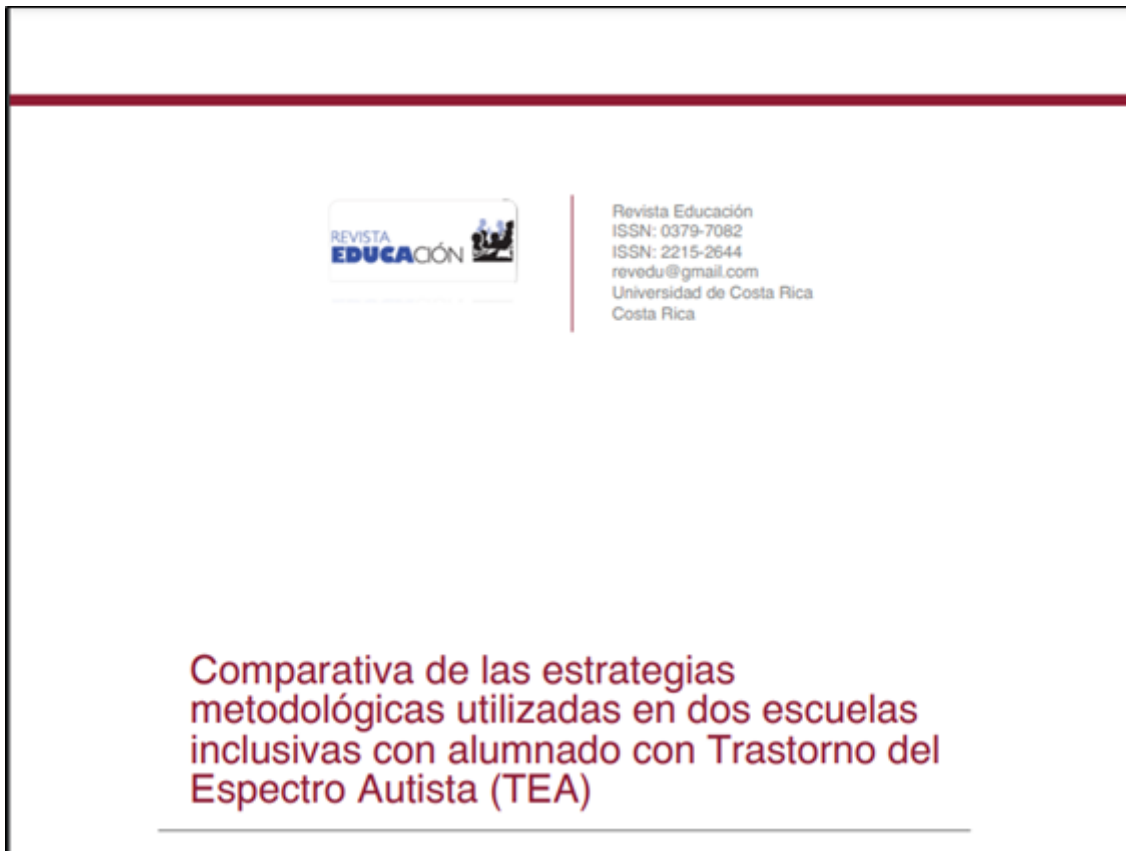 REVISTA
EDUCACIÓN
Revista Educación
ISSN: 0379-7082
ISSN: 2215-2644
revedu@gmail.com
Universidad de Costa Rica
Costa Rica
Comparativa de las estrategias
metodológicas utilizadas en dos escuelas
inclusivas con alumnado con Trastorno del
Espectro Autista (TEA)